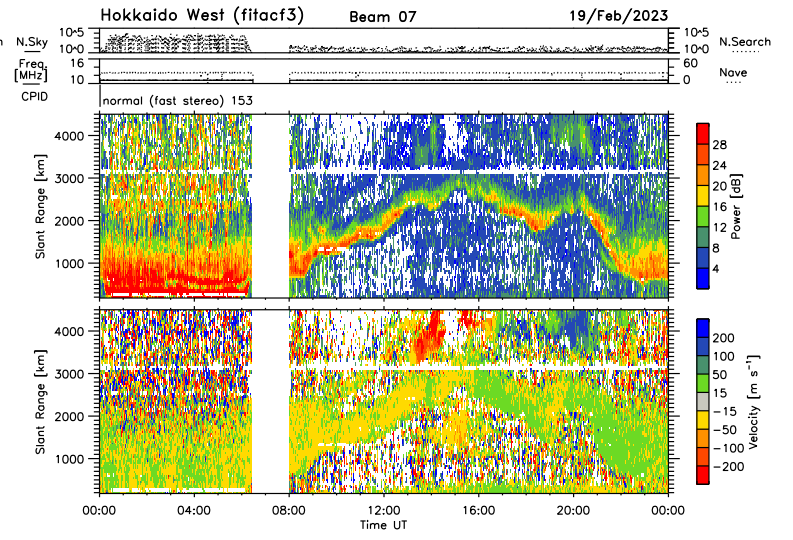 Hokkaido West (fitacf3) Beam 07 19/Feb/2023
n N.Sky 10^5 10^5 N.Search
10^0 10^0
Freq. [MHz] 16 60 Nave
10 0
CPID normal (fast stereo) 153
Slant Range [km] 4000 3000 2000 1000
Power [dB] 28 24 20 16 12 8 4
Slant Range [km] 4000 3000 2000 1000
Velocity [m s⁻¹] 200 100 50 15 -15 -50 -100 -200
00:00 04:00 08:00 12:00 16:00 20:00 00:00
Time UT